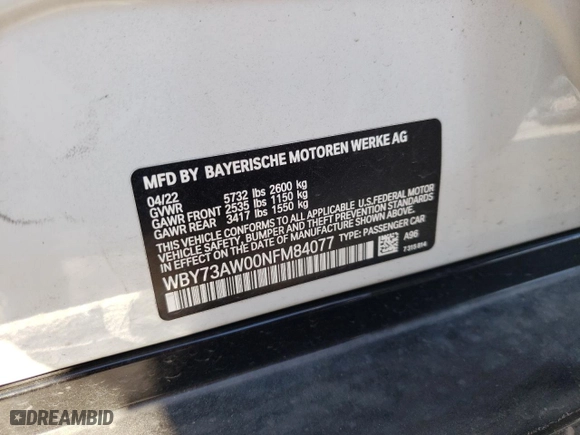 MFD BY BAYERISCHE MOTOREN WERKE AG
04/22
GVWR 5732 lbs 2600 kg
GAWR FRONT 2535 lbs 1150 kg
GAWR REAR 3417 lbs 1550 kg
THIS VEHICLE CONFORMS TO ALL APPLICABLE U.S. FEDERAL MOTOR
VEHICLE SAFETY, BUMPER, AND THEFT PREVENTION STANDARDS
IN EFFECT ON THE DATE OF MANUFACTURE SHOWN ABOVE.
WBY73AW00NFM84077 TYPE: PASSENGER CAR
A96
DREAMBID